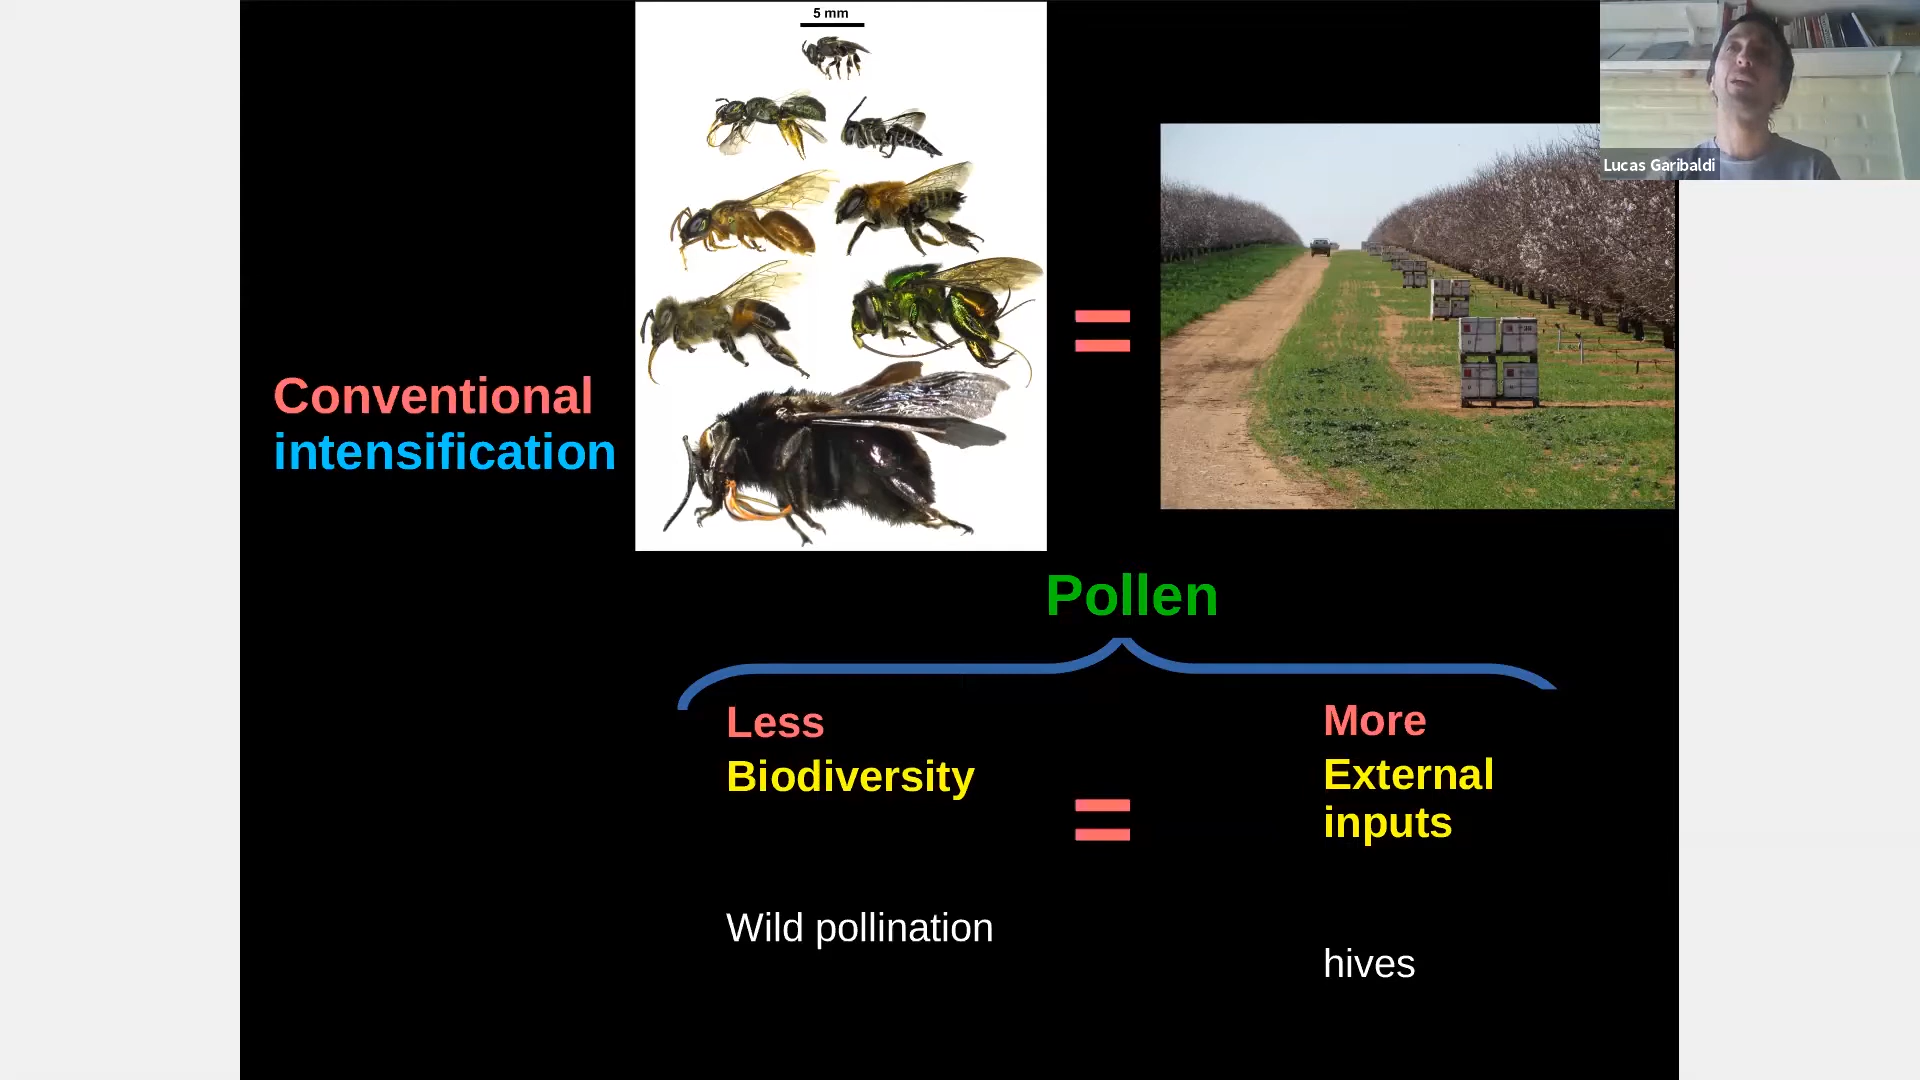 5 mm
Lucas Garibaldi
Conventional
intensification
=
Pollen
Less
Biodiversity
=
More
External
inputs
Wild pollination
hives